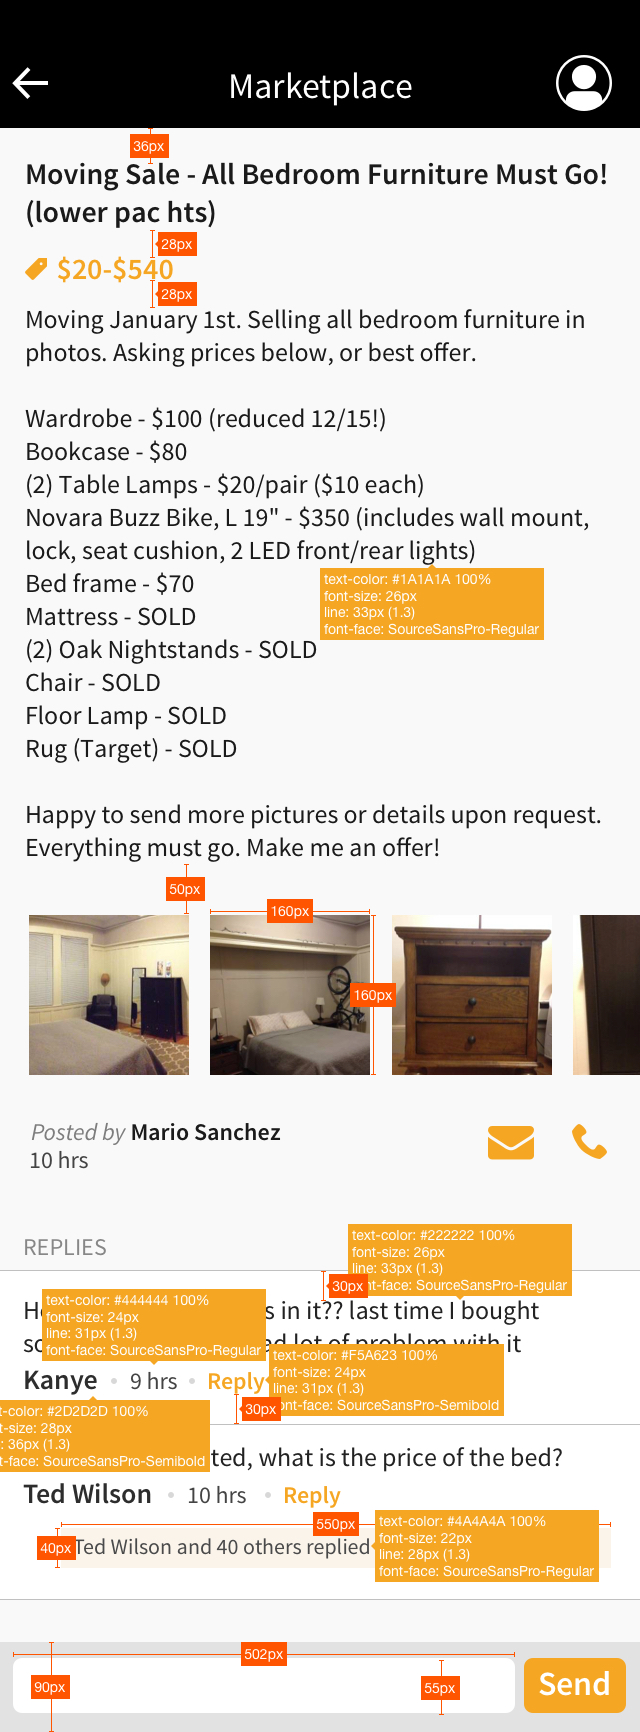 Marketplace
36px
Moving Sale - All Bedroom Furniture Must Go!
(lower pac hts)
28px
$20-$540
28px
Moving January 1st. Selling all bedroom furniture in
photos. Asking prices below, or best offer.
Wardrobe - $100 (reduced 12/15!)
Bookcase - $80
(2) Table Lamps - $20/pair ($10 each)
Novara Buzz Bike, L 19" - $350 (includes wall mount,
lock, seat cushion, 2 LED front/rear lights)
Bed frame - $70
text-color: #1A1A1A 100%
font-size: 26px
line: 33px (1.3)
font-face: SourceSansPro-Regular
Mattress - SOLD
(2) Oak Nightstands - SOLD
Chair - SOLD
Floor Lamp - SOLD
Rug (Target) - SOLD
Happy to send more pictures or details upon request.
Everything must go. Make me an offer!
50px
160px
160px
Posted by Mario Sanchez
10 hrs
REPLIES
text-color: #222222 100%
font-size: 26px
line: 33px (1.3)
font-face: SourceSansPro-Regular
30px
text-color: #444444 100%
font-size: 24px
line: 31px (1.3)
font-face: SourceSansPro-Regular
in it?? last time I bought
lot of problem with it
text-color: #F5A623 100%
font-size: 24px
line: 31px (1.3)
font-face: SourceSansPro-Semibold
Kanye • 9 hrs • Reply
30px
t-color: #2D2D2D 100%
t-size: 28px
: 36px (1.3)
t-face: SourceSansPro-Semibold
ted, what is the price of the bed?
Ted Wilson • 10 hrs • Reply
550px
40px
Ted Wilson and 40 others replied
text-color: #4A4A4A 100%
font-size: 22px
line: 28px (1.3)
font-face: SourceSansPro-Regular
502px
90px
55px
Send